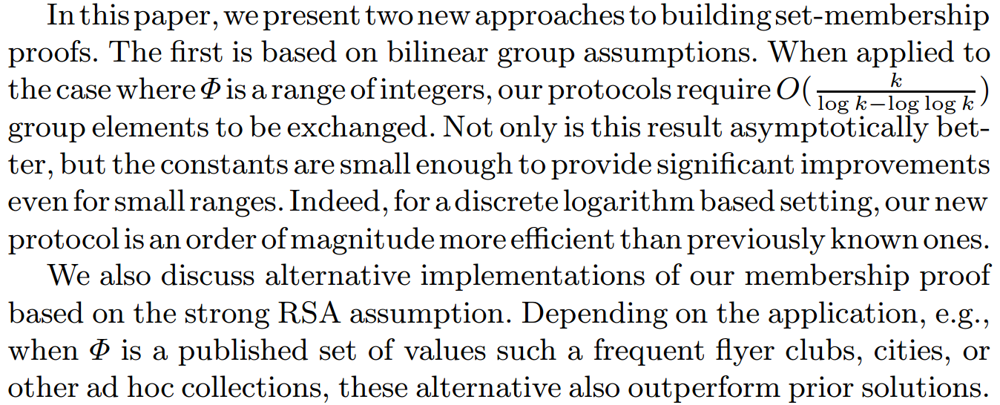 In this paper, we present two new approaches to building set-membership
proofs. The first is based on bilinear group assumptions. When applied to
the case where Φ is a range of integers, our protocols require O(k/(log k−log log k))
group elements to be exchanged. Not only is this result asymptotically bet-
ter, but the constants are small enough to provide significant improvements
even for small ranges. Indeed, for a discrete logarithm based setting, our new
protocol is an order of magnitude more efficient than previously known ones.
We also discuss alternative implementations of our membership proof
based on the strong RSA assumption. Depending on the application, e.g.,
when Φ is a published set of values such a frequent flyer clubs, cities, or
other ad hoc collections, these alternative also outperform prior solutions.